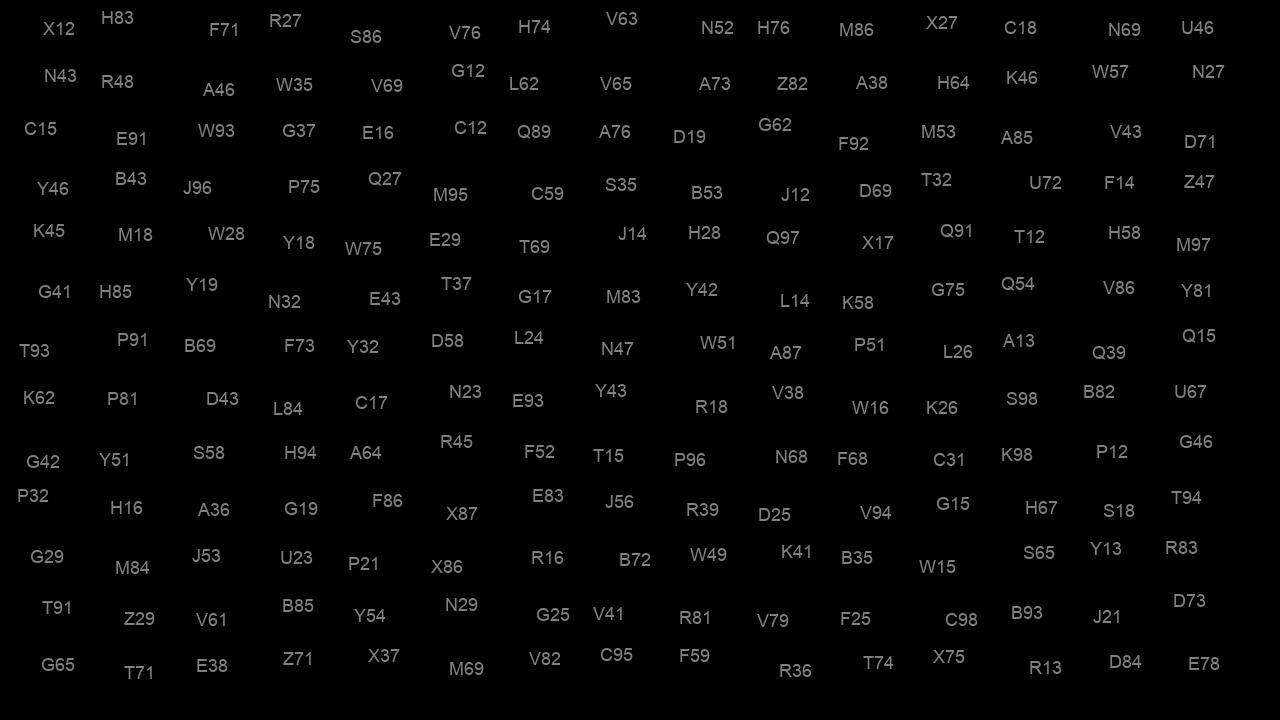 X12 H83 F71 R27 S86 V76 H74 V63 N52 H76 M86 X27 C18 N69 U46
N43 R48 A46 W35 V69 G12 L62 V65 A73 Z82 A38 H64 K46 W57 N27
C15 E91 W93 G37 E16 C12 Q89 A76 D19 G62 F92 M53 A85 V43 D71
Y46 B43 J96 P75 Q27 M95 C59 S35 B53 J12 D69 T32 U72 F14 Z47
K45 M18 W28 Y18 W75 E29 T69 J14 H28 Q97 X17 Q91 T12 H58 M97
G41 H85 Y19 N32 E43 T37 G17 M83 Y42 L14 K58 G75 Q54 V86 Y81
T93 P91 B69 F73 Y32 D58 L24 N47 W51 A87 P51 L26 A13 Q39 Q15
K62 P81 D43 L84 C17 N23 E93 Y43 R18 V38 W16 K26 S98 B82 U67
G42 Y51 S58 H94 A64 R45 F52 T15 P96 N68 F68 C31 K98 P12 G46
P32 H16 A36 G19 F86 X87 E83 J56 R39 D25 V94 G15 H67 S18 T94
G29 M84 J53 U23 P21 X86 R16 B72 W49 K41 B35 W15 S65 Y13 R83
T91 Z29 V61 B85 Y54 N29 G25 V41 R81 V79 F25 C98 B93 J21 D73
G65 T71 E38 Z71 X37 M69 V82 C95 F59 R36 T74 X75 R13 D84 E78